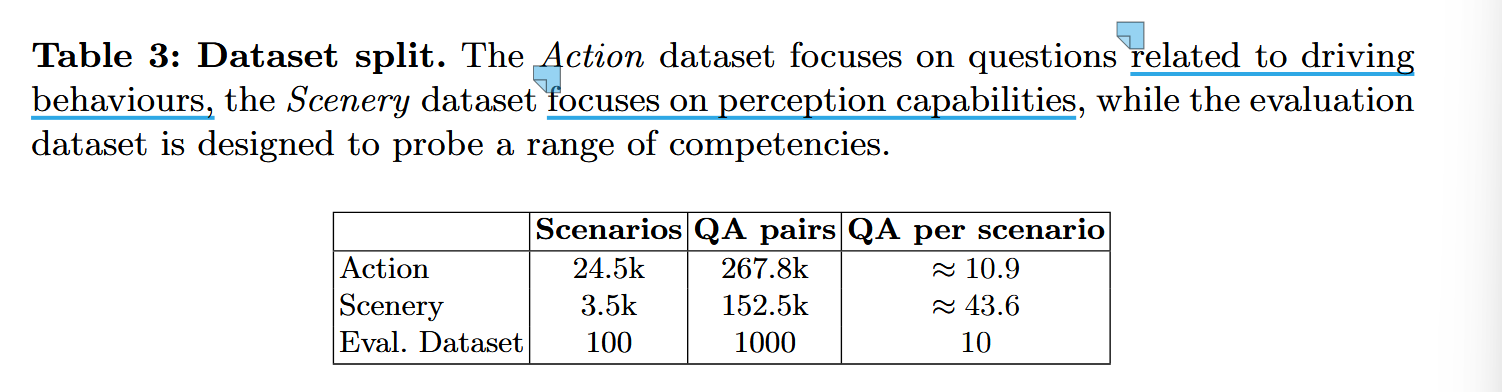 Table 3: Dataset split. The Action dataset focuses on questions related to driving
behaviours, the Scenery dataset focuses on perception capabilities, while the evaluation
dataset is designed to probe a range of competencies.
Scenarios QA pairs QA per scenario
Action 24.5k 267.8k ≈ 10.9
Scenery 3.5k 152.5k ≈ 43.6
Eval. Dataset 100 1000 10